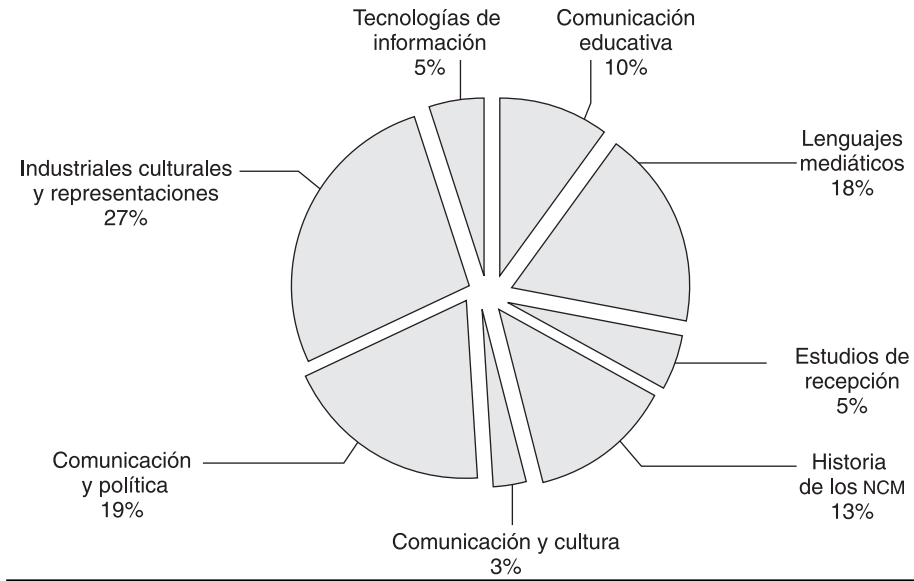 Tecnologías de
información
5%
Comunicación
educativa
10%
Lenguajes
mediáticos
18%
Industriales culturales
y representaciones
27%
Estudios de
recepción
5%
Comunicación
y política
19%
Historia
de los NCM
13%
Comunicación y cultura
3%